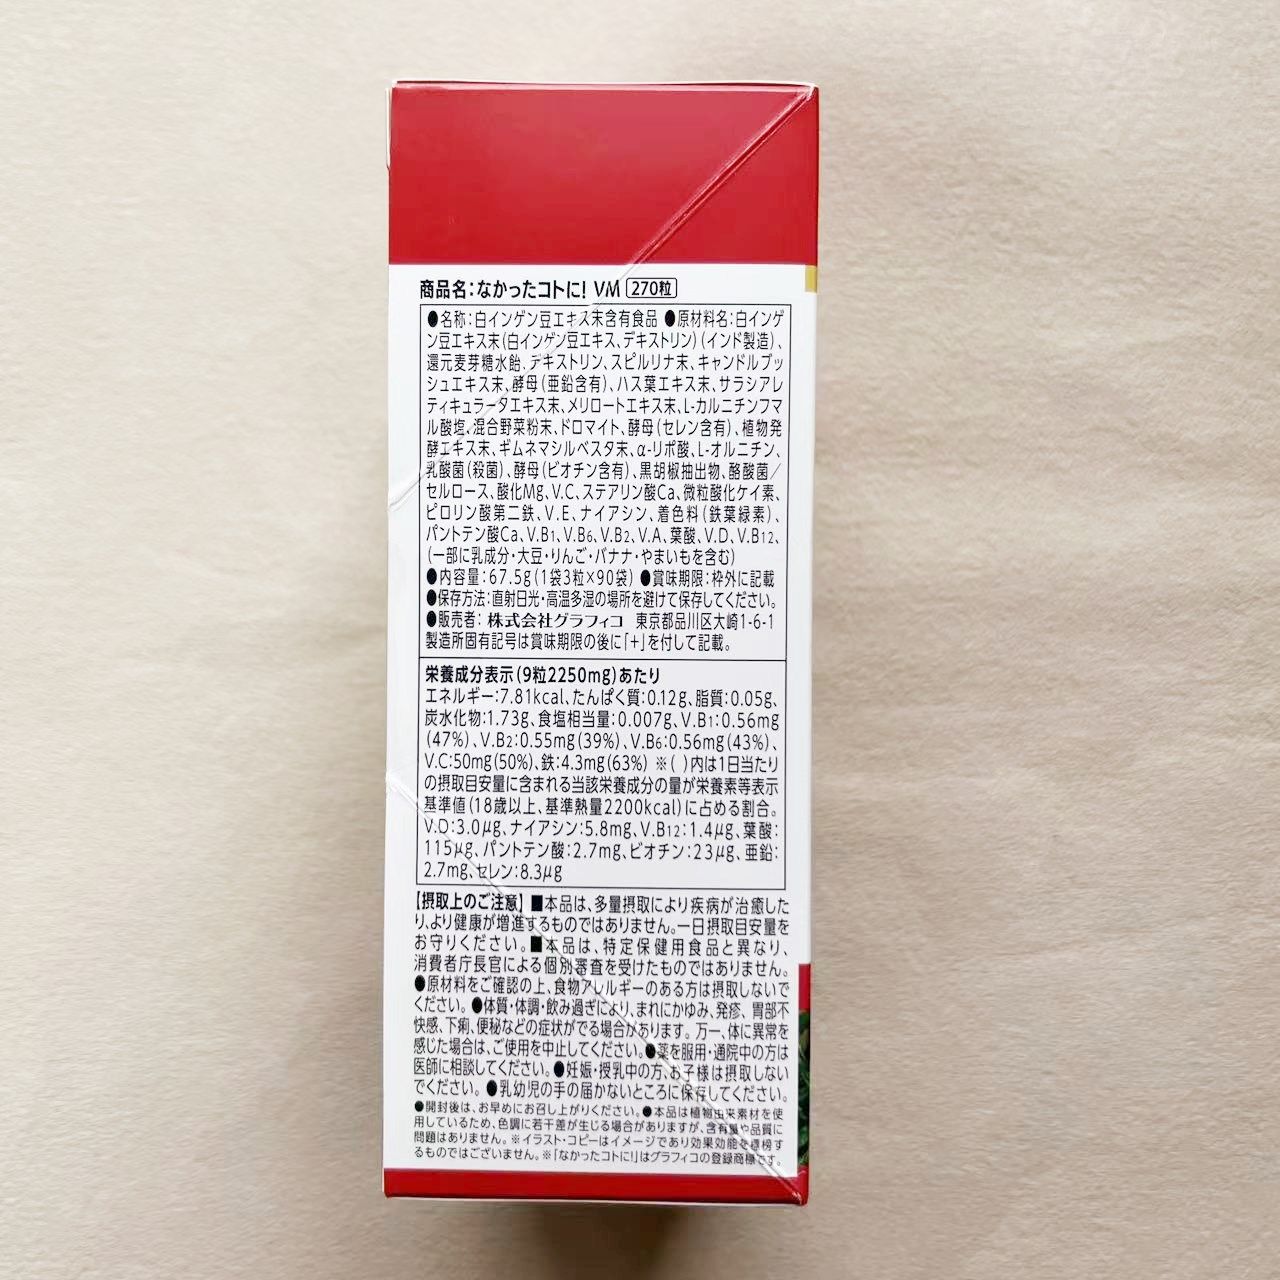 商品名:なかったコトに! VM 270粒
●名称:白インゲン豆エキス末含有食品 ●原材料名:白インゲ
ン豆エキス末(白インゲン豆エキス、デキストリン)(インド製造)、
還元麦芽糖水飴、デキストリン、スピルリナ末、キャンドルブッ
シュエキス末、酵母(亜鉛含有)、ハス葉エキス末、サラシアレ
ティキュラータエキス末、メリロートエキス末、L-カルニチンフマ
ル酸塩、混合野菜粉末、ドロマイト、酵母(セレン含有)、植物発
酵エキス末、ギムネマシルベスタ末、α-リポ酸、L-オルニチン、
乳酸菌(殺菌)、酵母(ビオチン含有)、黒胡椒抽出物、酪酸菌/
セルロース、酸化Mg、V.C、ステアリン酸Ca、微粒酸化ケイ素、
ピロリン酸第二鉄、V.E、ナイアシン、着色料(鉄葉緑素)、
パントテン酸Ca、V.B1、V.B6、V.B2、V.A、葉酸、V.D、V.B12、
(一部に乳成分・大豆・りんご・バナナ・やまいもを含む)
●内容量:67.5g(1袋3粒×90袋) ●賞味期限:枠外に記載
●保存方法:直射日光・高温多湿の場所を避けて保存してください。
●販売者:株式会社グラフィコ 東京都品川区大崎1-6-1
製造所固有記号は賞味期限の後に「+」を付して記載。
栄養成分表示(9粒2250mg)あたり
エネルギー:7.81kcal、たんぱく質:0.12g、脂質:0.05g、
炭水化物:1.73g、食塩相当量:0.007g、V.B1:0.56mg
(47%)、V.B2:0.55mg(39%)、V.B6:0.56mg(43%)、
V.C:50mg(50%)、鉄:4.3mg(63%) ※( )内は1日当たり
の摂取目安量に含まれる当該栄養成分の量が栄養素等表示
基準値(18歳以上、基準熱量2200kcal)に占める割合。
V.D:3.0μg、ナイアシン:5.8mg、V.B12:1.4μg、葉酸:
115μg、パントテン酸:2.7mg、ビオチン:23μg、亜鉛:
2.7mg、セレン:8.3μg
【摂取上のご注意】■本品は、多量摂取により疾病が治癒した
り、より健康が増進するものではありません。一日摂取目安量を
お守りください。■本品は、特定保健用食品と異なり、
消費者庁長官による個別審査を受けたものではありません。
●原材料をご確認の上、食物アレルギーのある方は摂取しないで
ください。●体質・体調・飲み過ぎにより、まれにかゆみ、発疹、胃部不
快感、下痢、便秘などの症状がでる場合があります。万一、体に異常を
感じた場合は、ご使用を中止してください。●薬を服用・通院中の方は
医師に相談してください。●妊娠・授乳中の方、お子様は摂取しない
でください。●乳幼児の手の届かないところに保存してください。
●開封後は、お早めにお召し上がりください。●本品は植物由来素材を使
用しているため、色調に若干差が生じる場合がありますが、含有量や品質に
問題はありません。※イラスト・コピーはイメージであり効果効能を標榜す
るものではございません。※「なかったコトに!」はグラフィコの登録商標です。